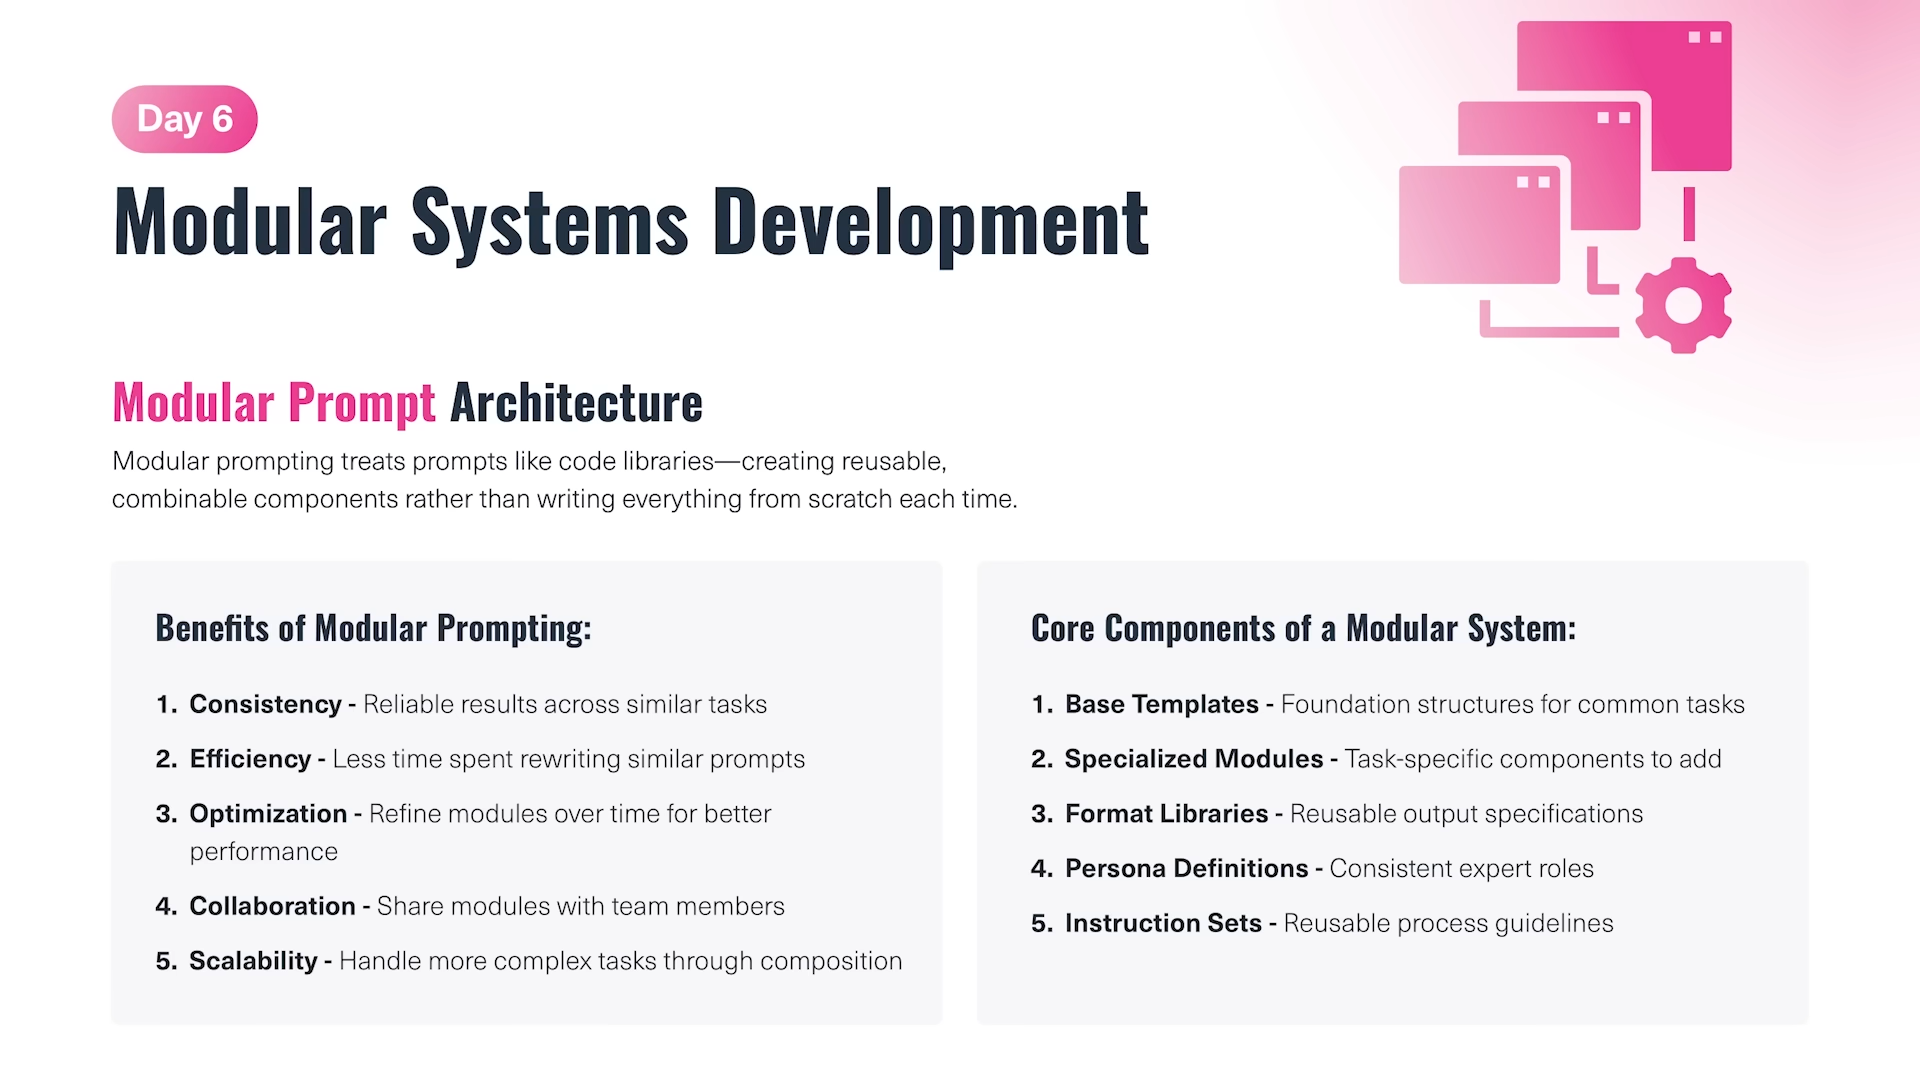 Day 6
Modular Systems Development
Modular Prompt Architecture
Modular prompting treats prompts like code libraries—creating reusable,
combinable components rather than writing everything from scratch each time.
Benefits of Modular Prompting:
1. Consistency - Reliable results across similar tasks
2. Efficiency - Less time spent rewriting similar prompts
3. Optimization - Refine modules over time for better
performance
4. Collaboration - Share modules with team members
5. Scalability - Handle more complex tasks through composition
Core Components of a Modular System:
1. Base Templates - Foundation structures for common tasks
2. Specialized Modules - Task-specific components to add
3. Format Libraries - Reusable output specifications
4. Persona Definitions - Consistent expert roles
5. Instruction Sets - Reusable process guidelines